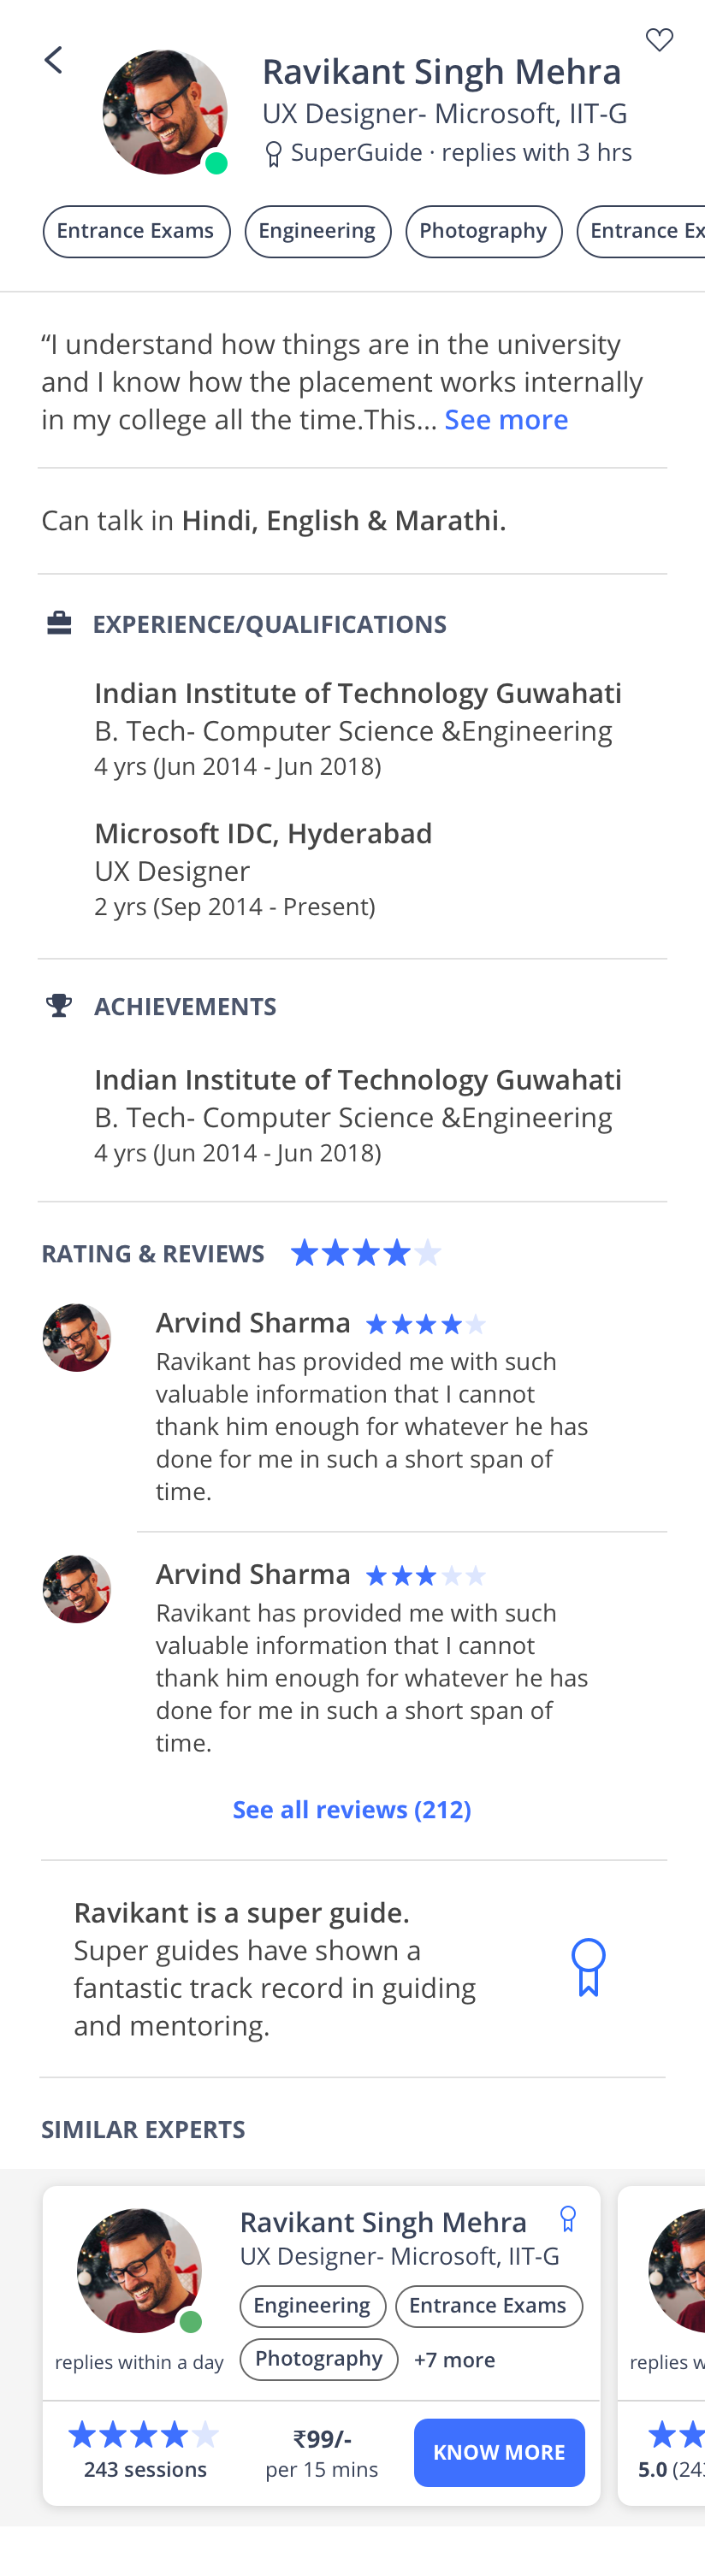 Ravikant Singh Mehra
UX Designer- Microsoft, IIT-G
SuperGuide · replies with 3 hrs
Entrance Exams
Engineering
Photography
Entrance Ex
“I understand how things are in the university
and I know how the placement works internally
in my college all the time.This... See more
Can talk in Hindi, English & Marathi.
EXPERIENCE/QUALIFICATIONS
Indian Institute of Technology Guwahati
B. Tech- Computer Science &Engineering
4 yrs (Jun 2014 - Jun 2018)
Microsoft IDC, Hyderabad
UX Designer
2 yrs (Sep 2014 - Present)
ACHIEVEMENTS
Indian Institute of Technology Guwahati
B. Tech- Computer Science &Engineering
4 yrs (Jun 2014 - Jun 2018)
RATING & REVIEWS
Arvind Sharma
Ravikant has provided me with such
valuable information that I cannot
thank him enough for whatever he has
done for me in such a short span of
time.
Arvind Sharma
Ravikant has provided me with such
valuable information that I cannot
thank him enough for whatever he has
done for me in such a short span of
time.
See all reviews (212)
Ravikant is a super guide.
Super guides have shown a
fantastic track record in guiding
and mentoring.
SIMILAR EXPERTS
Ravikant Singh Mehra
UX Designer- Microsoft, IIT-G
Engineering
Entrance Exams
Photography
+7 more
replies within a day
243 sessions
₹99/-
per 15 mins
KNOW MORE
replies w
5.0 (243